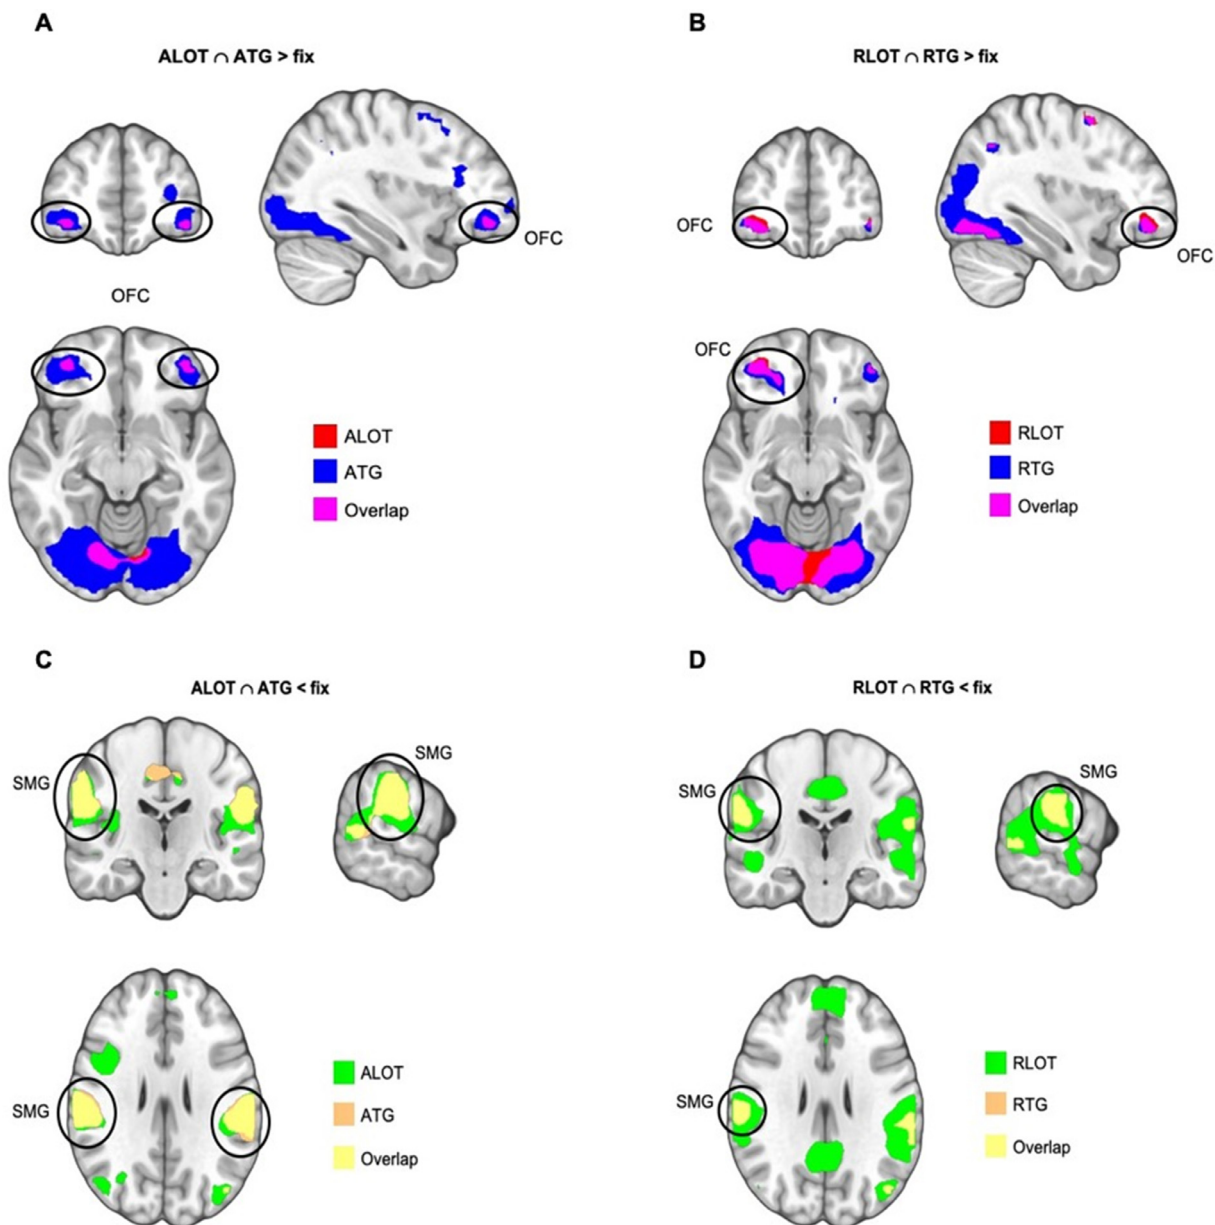 A
ALOT ∩ ATG > fix
OFC
OFC
ALOT
ATG
Overlap
B
RLOT ∩ RTG > fix
OFC
OFC
OFC
RLOT
RTG
Overlap
C
ALOT ∩ ATG < fix
SMG
SMG
SMG
ALOT
ATG
Overlap
D
RLOT ∩ RTG < fix
SMG
SMG
SMG
RLOT
RTG
Overlap